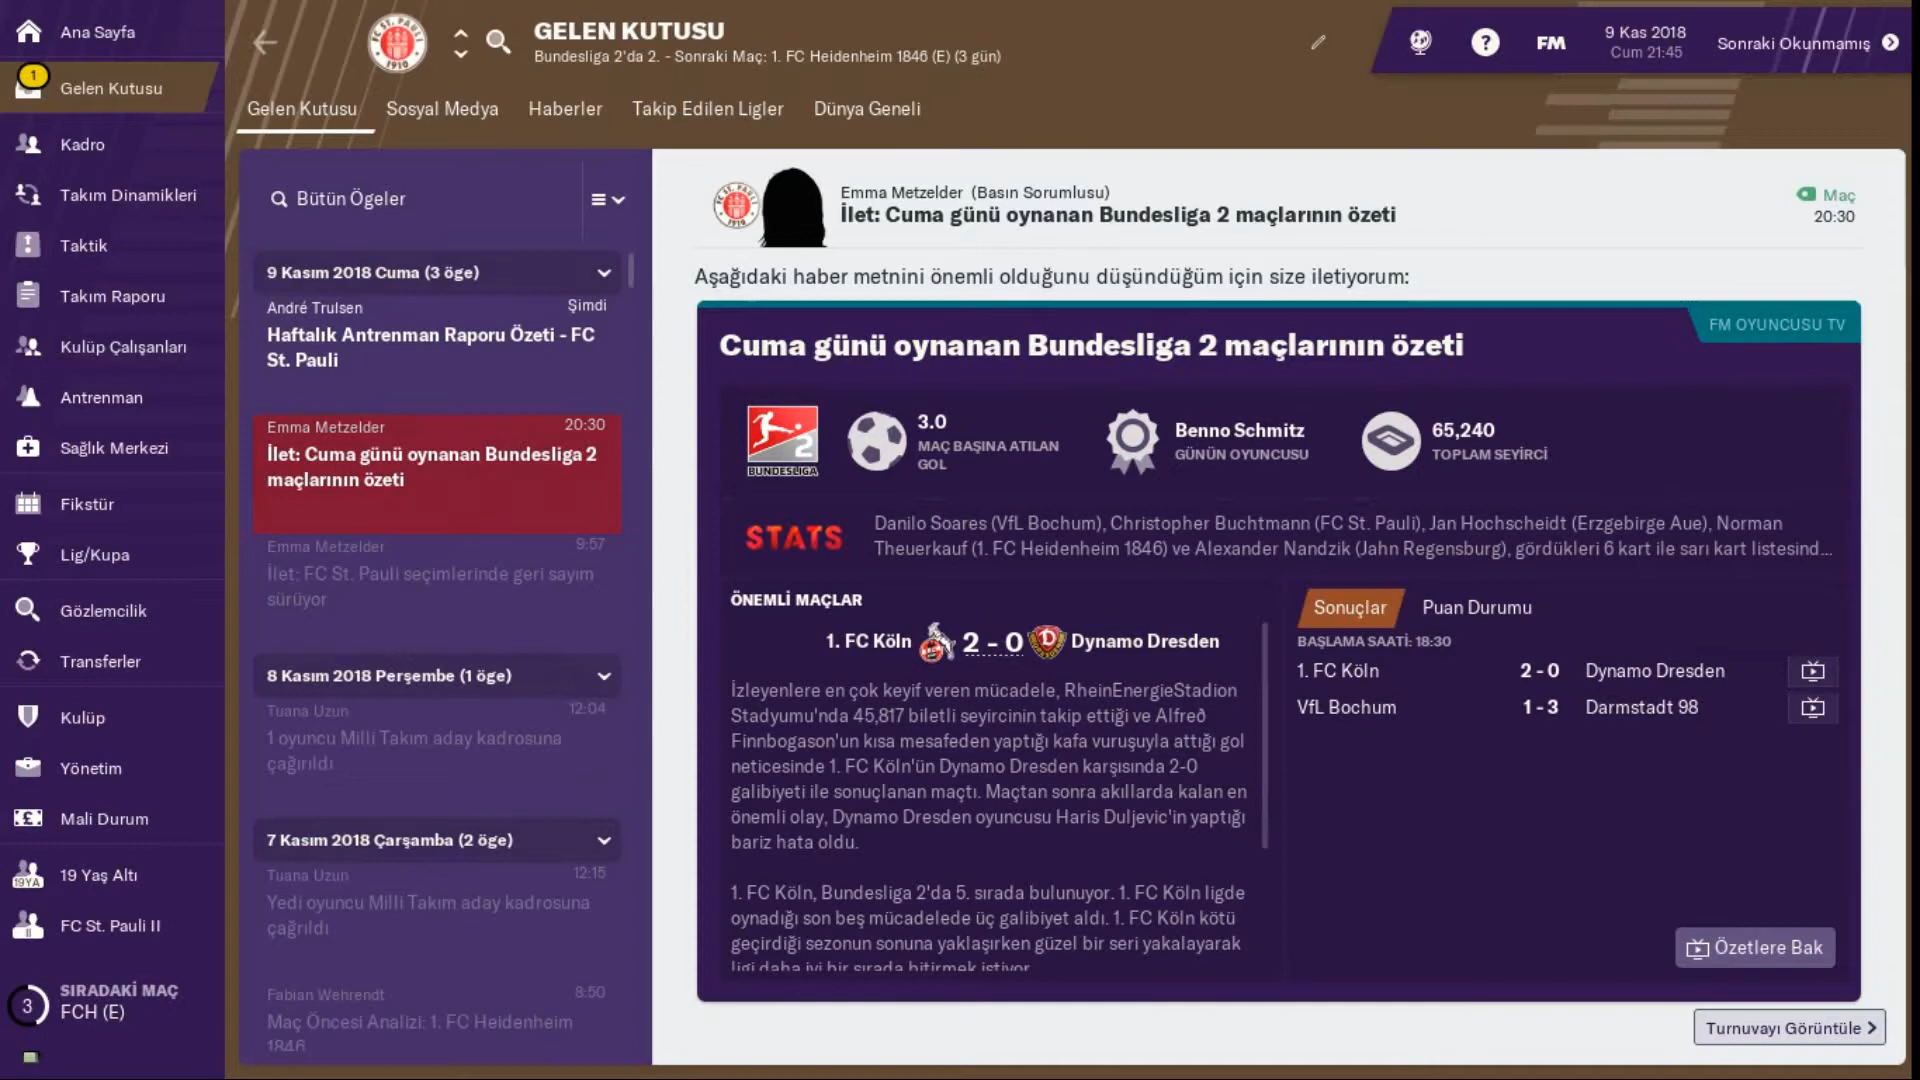 Ana Sayfa
1
Gelen Kutusu
Kadro
Takım Dinamikleri
Taktik
Takım Raporu
Kulüp Çalışanları
Antrenman
Sağlık Merkezi
Fikstür
Lig/Kupa
Gözlemcilik
Transferler
Kulüp
Yönetim
Mali Durum
19YA
19 Yaş Altı
FC St. Pauli II
3
SIRADAKİ MAÇ
FCH (E)
GELEN KUTUSU
Bundesliga 2'da 2. - Sonraki Maç: 1. FC Heidenheim 1846 (E) (3 gün)
?
FM
9 Kas 2018
Cum 21:45
Sonraki Okunmamış
Gelen Kutusu
Sosyal Medya
Haberler
Takip Edilen Ligler
Dünya Geneli
Bütün Ögeler
9 Kasım 2018 Cuma (3 öge)
André Trulsen
Şimdi
Haftalık Antrenman Raporu Özeti - FC
St. Pauli
Emma Metzelder
20:30
İlet: Cuma günü oynanan Bundesliga 2
maçlarının özeti
Emma Metzelder
9:57
İlet: FC St. Pauli seçimlerinde geri sayım
sürüyor
8 Kasım 2018 Perşembe (1 öge)
Tuana Uzun
12:04
1 oyuncu Milli Takım aday kadrosuna
çağırıldı
7 Kasım 2018 Çarşamba (2 öge)
Tuana Uzun
12:15
Yedi oyuncu Milli Takım aday kadrosuna
çağrıldı
Fabian Wehrendt
8:50
Maç Öncesi Analizi: 1. FC Heidenheim
1846
Emma Metzelder (Basın Sorumlusu)
İlet: Cuma günü oynanan Bundesliga 2 maçlarının özeti
Maç
20:30
Aşağıdaki haber metnini önemli olduğunu düşündüğüm için size iletiyorum:
FM OYUNCUSU TV
Cuma günü oynanan Bundesliga 2 maçlarının özeti
2
BUNDESLIGA
3.0
MAÇ BAŞINA ATILAN
GOL
Benno Schmitz
GÜNÜN OYUNCUSU
65,240
TOPLAM SEYİRCİ
STATS
Danilo Soares (VfL Bochum), Christopher Buchtmann (FC St. Pauli), Jan Hochscheidt (Erzgebirge Aue), Norman
Theuerkauf (1. FC Heidenheim 1846) ve Alexander Nandzik (Jahn Regensburg), gördükleri 6 kart ile sarı kart listesind...
ÖNEMLİ MAÇLAR
1. FC Köln 2 - 0 Dynamo Dresden
İzleyenlere en çok keyif veren mücadele, RheinEnergieStadion
Stadyumu'nda 45,817 biletli seyircinin takip ettiği ve Alfreð
Finnbogason'un kısa mesafeden yaptığı kafa vuruşuyla attığı gol
neticesinde 1. FC Köln'ün Dynamo Dresden karşısında 2-0
galibiyeti ile sonuçlanan maçtı. Maçtan sonra akıllarda kalan en
önemli olay, Dynamo Dresden oyuncusu Haris Duljevic'in yaptığı
bariz hata oldu.
1. FC Köln, Bundesliga 2'da 5. sırada bulunuyor. 1. FC Köln ligde
oynadığı son beş mücadelede üç galibiyet aldı. 1. FC Köln kötü
geçirdiği sezonun sonuna yaklaşırken güzel bir seri yakalayarak
ligi daha iyi bir sırada bitirmek istiyor.
Sonuçlar
Puan Durumu
BAŞLAMA SAATİ: 18:30
1. FC Köln 2 - 0 Dynamo Dresden
VfL Bochum 1 - 3 Darmstadt 98
Özetlere Bak
Turnuvayı Görüntüle